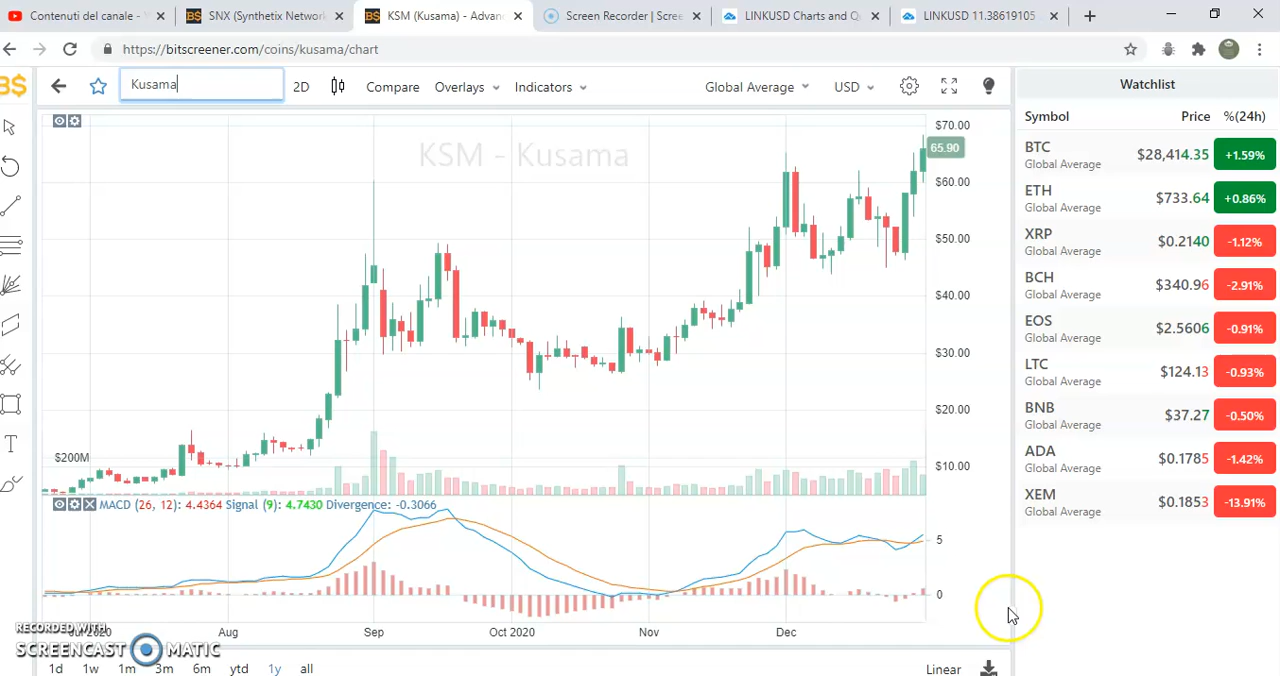 Contenuti del canale -
SNX (Synthetix Network
KSM (Kusama) - Advan
Screen Recorder | Scree
LINKUSD Charts and Qu
LINKUSD 11.38619105
https://bitscreener.com/coins/kusama/chart
B$
Kusama
2D
Compare
Overlays
Indicators
Global Average
USD
Watchlist
Symbol Price %(24h)
BTC $28,414.35 +1.59%
Global Average
ETH $733.64 +0.86%
Global Average
XRP $0.2140 -1.12%
Global Average
BCH $340.96 -2.91%
Global Average
EOS $2.5606 -0.91%
Global Average
LTC $124.13 -0.93%
Global Average
BNB $37.27 -0.50%
Global Average
ADA $0.1785 -1.42%
Global Average
XEM $0.1853 -13.91%
Global Average
KSM - Kusama
$70.00
65.90
$60.00
$50.00
$40.00
$30.00
$20.00
$10.00
$200M
MACD (26, 12): 4.4364 Signal (9): 4.7430 Divergence: -0.3066
5
0
2020 Aug Sep Oct 2020 Nov Dec
RECORDED WITH
SCREENCAST MATIC
1d 1w 1m 3m 6m ytd 1y all
Linear